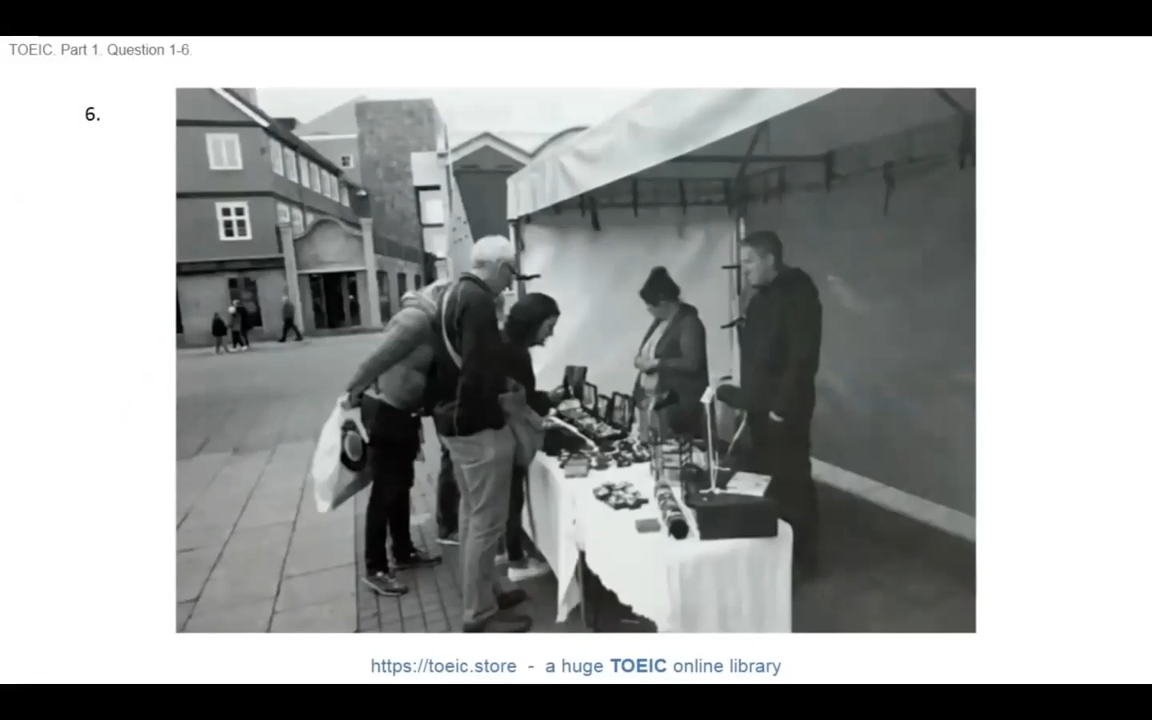 TOEIC. Part 1. Question 1-6.
6.
https://toeic.store - a huge TOEIC online library